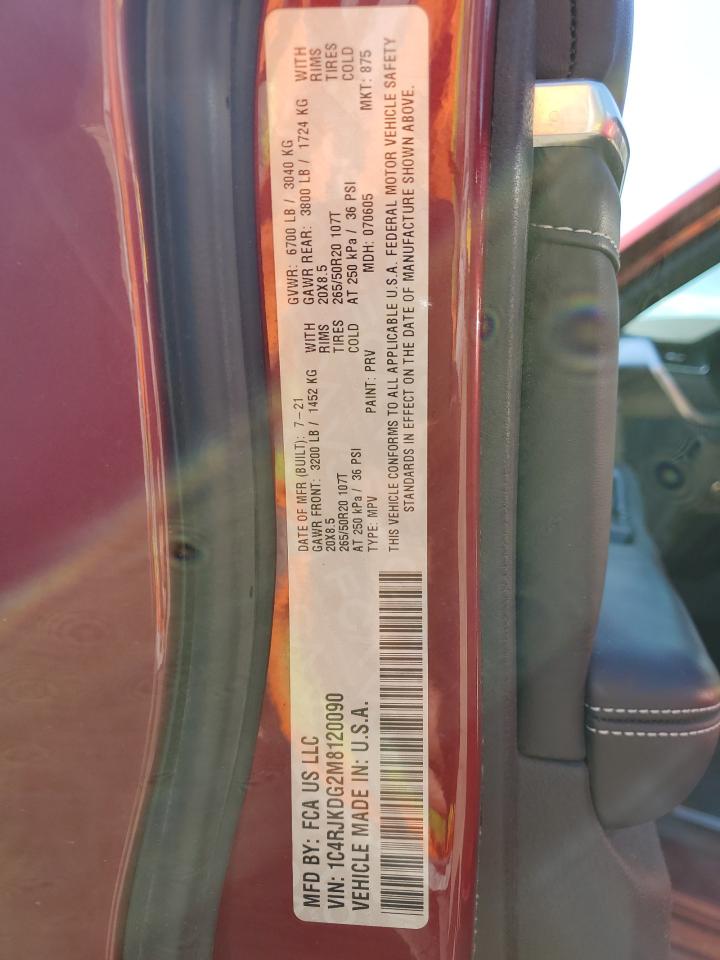 MFD BY: FCA US LLC
VIN: 1C4RJKDG2M8120090
VEHICLE MADE IN: U.S.A.
DATE OF MFR (BUILT): 7-21 GVWR: 6700 LB / 3040 KG
GAWR FRONT: 3200 LB / 1452 KG WITH GAWR REAR: 3800 LB / 1724 KG WITH
20X8.5 RIMS 20X8.5 RIMS
265/50R20 107T TIRES 265/50R20 107T TIRES
AT 250 kPa / 36 PSI COLD AT 250 kPa / 36 PSI COLD
TYPE: MPV PAINT: PRV MDH: 070605 MKT: 875
THIS VEHICLE CONFORMS TO ALL APPLICABLE U.S.A. FEDERAL MOTOR VEHICLE SAFETY
STANDARDS IN EFFECT ON THE DATE OF MANUFACTURE SHOWN ABOVE.